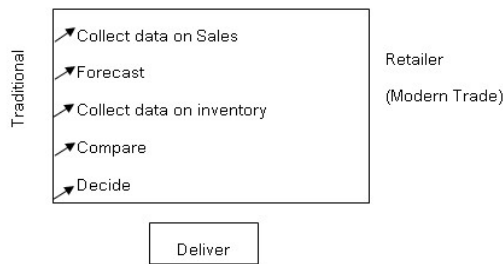 Traditional
Collect data on Sales
Forecast
Collect data on inventory
Compare
Decide
Retailer
(Modern Trade)
Deliver